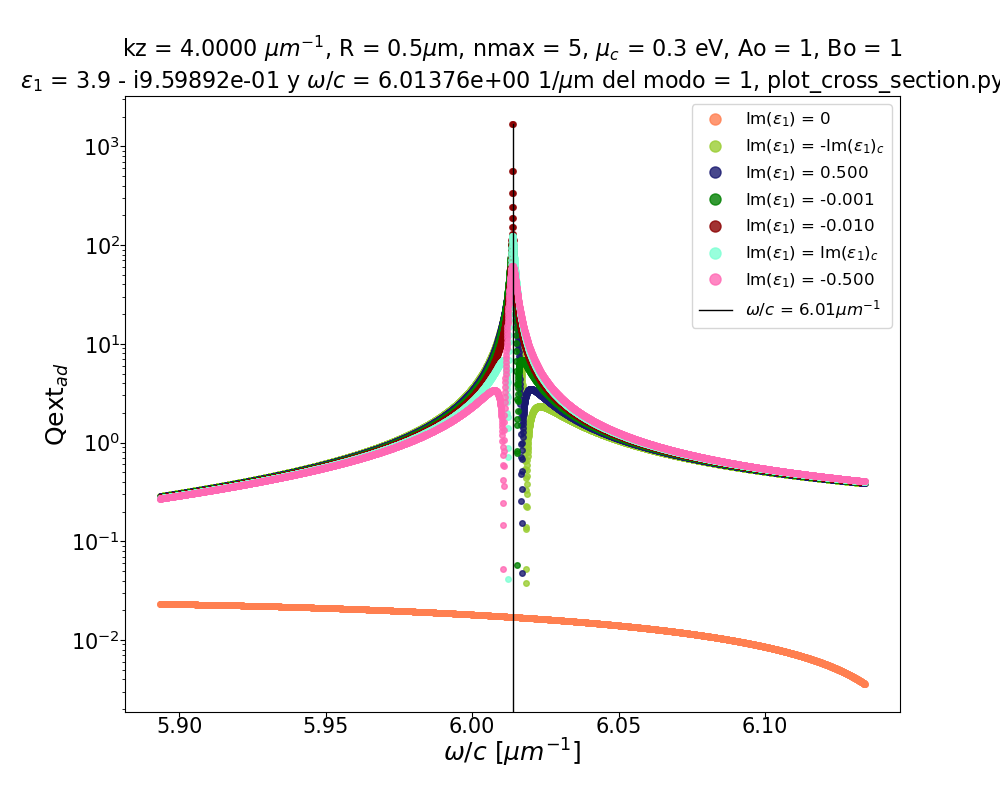 kz = 4.0000 μm⁻¹, R = 0.5μm, nmax = 5, μ_c = 0.3 eV, Ao = 1, Bo = 1
ε₁ = 3.9 - i9.59892e-01 y ω/c = 6.01376e+00 1/μm del modo = 1, plot_cross_section.py
Im(ε₁) = 0
Im(ε₁) = -Im(ε₁)_c
Im(ε₁) = 0.500
Im(ε₁) = -0.001
Im(ε₁) = -0.010
Im(ε₁) = Im(ε₁)_c
Im(ε₁) = -0.500
ω/c = 6.01μm⁻¹
10³
10²
10¹
10⁰
10⁻¹
10⁻²
Qext_ad
5.90 5.95 6.00 6.05 6.10
ω/c [μm⁻¹]